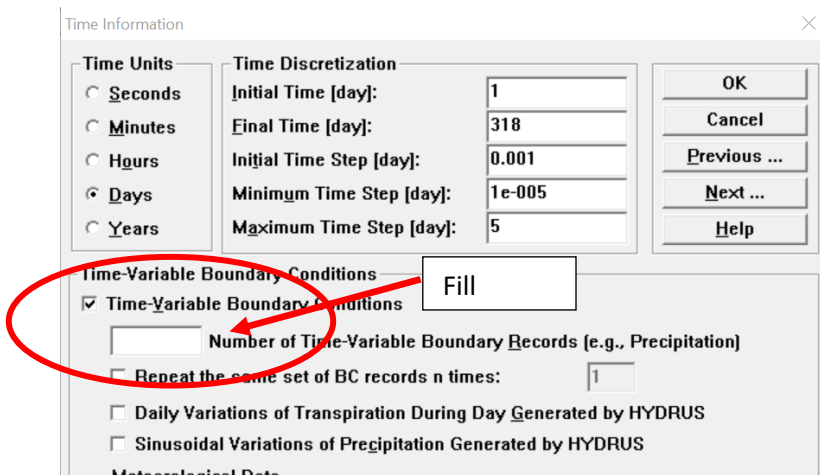 Time Information
Time Units
Seconds
Minutes
Hours
Days
Years
Time Discretization
Initial Time [day]: 1
Final Time [day]: 318
Initial Time Step [day]: 0.001
Minimum Time Step [day]: 1e-005
Maximum Time Step [day]: 5
OK
Cancel
Previous ...
Next ...
Help
Time-Variable Boundary Conditions
Fill
Time-Variable Boundary Conditions
Number of Time-Variable Boundary Records (e.g., Precipitation)
Repeat the same set of BC records n times: 1
Daily Variations of Transpiration During Day Generated by HYDRUS
Sinusoidal Variations of Precipitation Generated by HYDRUS
Meteorological Data